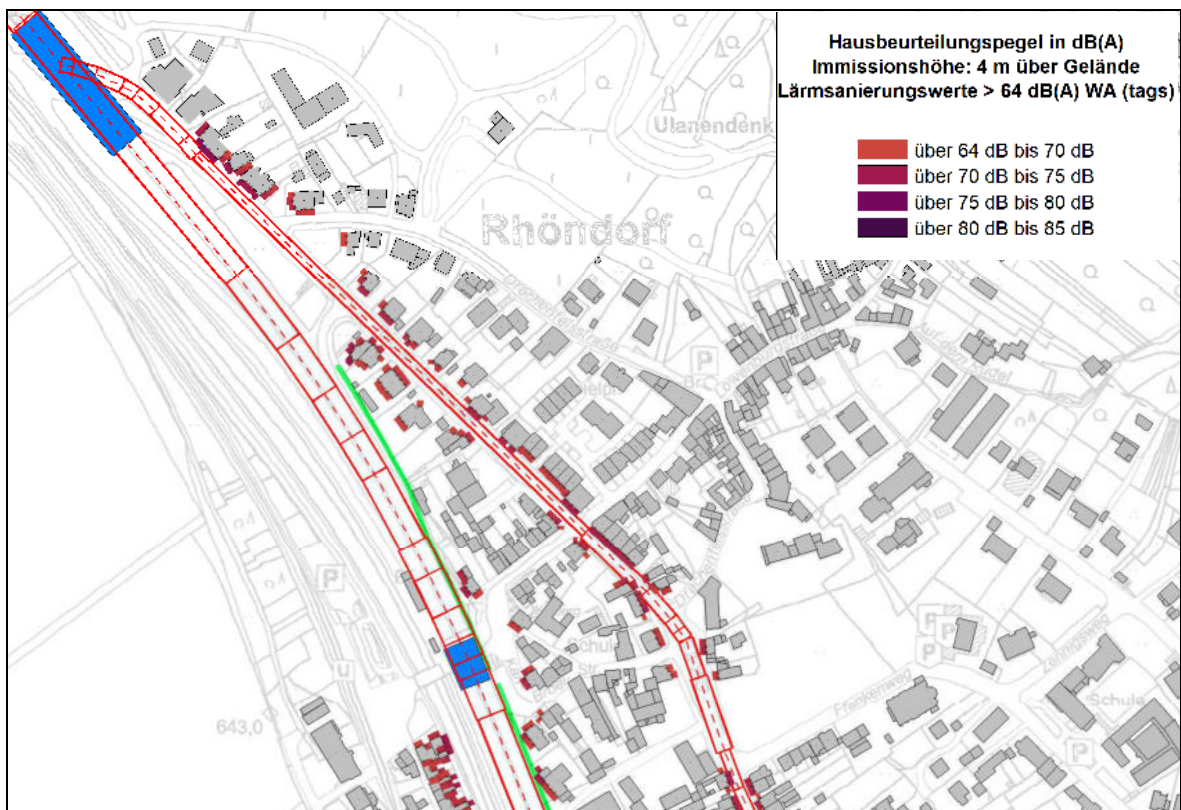 Hausbeurteilungspegel in dB(A)
Immissionshöhe: 4 m über Gelände
Lärmsanierungswerte > 64 dB(A) WA (tags)
über 64 dB bis 70 dB
über 70 dB bis 75 dB
über 75 dB bis 80 dB
über 80 dB bis 85 dB
Ulanendenk
Rhöndorf
P
P
U
Schule
Str
Frankenweg
P
P
P
Schule
P
643,0